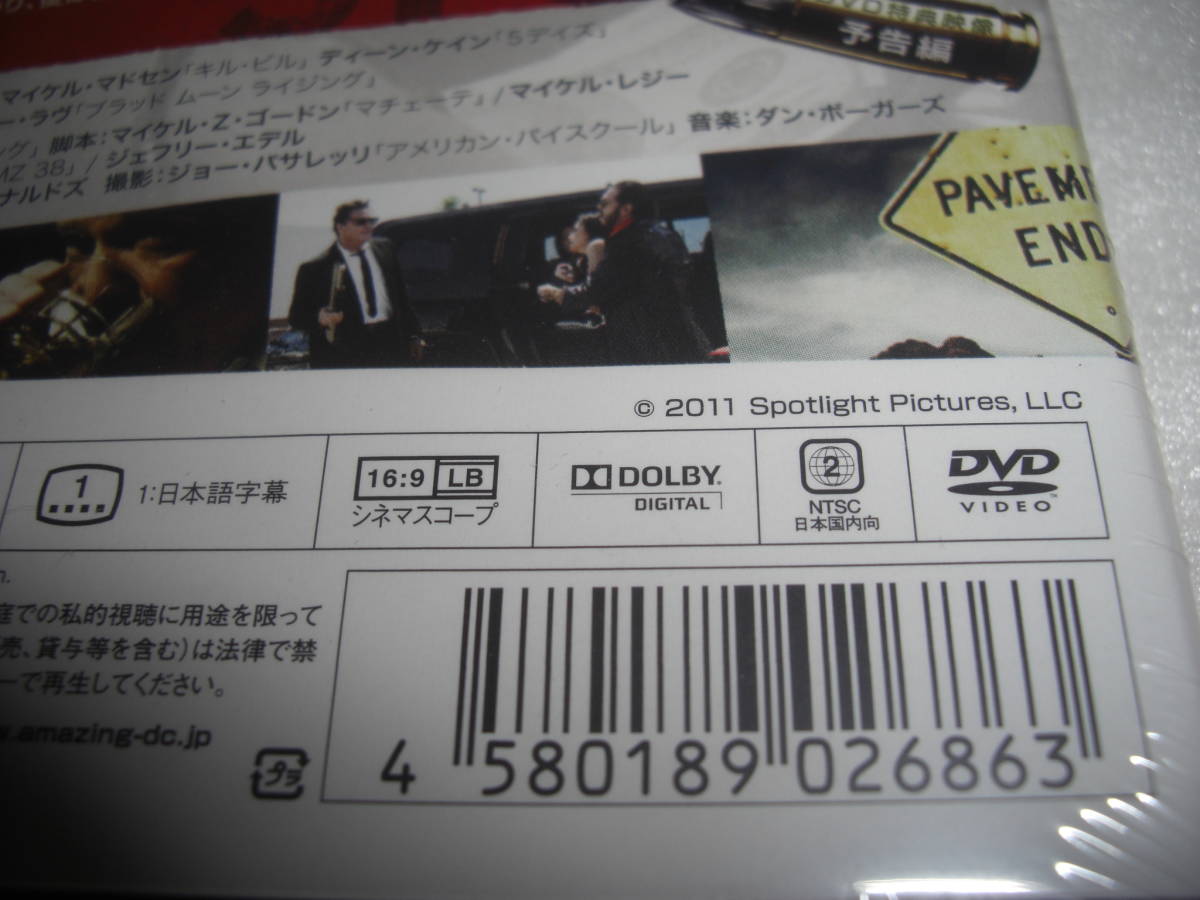 DVD特典映像
予告編
マイケル・マドセン「キル・ビル」 ディーン・ケイン「5デイズ」
ー・ラヴ「ブラッド ムーン ライジング」
グ」 脚本：マイケル・Z・ゴードン「マチェーテ」/マイケル・レジー
MZ 38」/ ジェフリー・エデル
ナルドズ 撮影：ジョー・パサレッリ「アメリカン・パイスクール」 音楽：ダン・ボーガーズ
PAVEME
END
© 2011 Spotlight Pictures, LLC
1
1:日本語字幕
16:9 LB
シネマスコープ
DOLBY
DIGITAL
2
NTSC
日本国内向
DVD
VIDEO
n.
庭での私的視聴に用途を限って
売、貸与等を含む)は法律で禁
ーで再生してください。
w.amazing-dc.jp
プラ
4 580189 026863